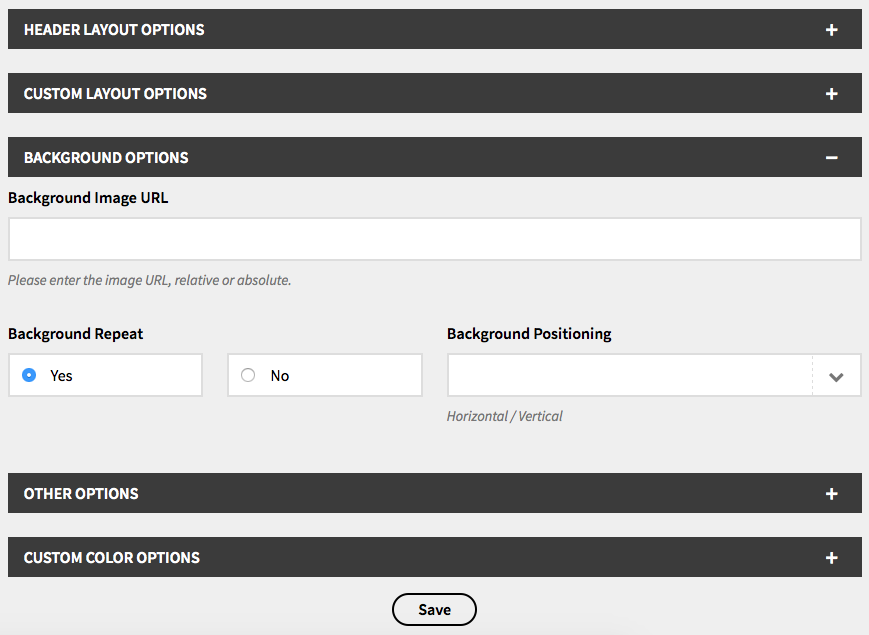 HEADER LAYOUT OPTIONS
CUSTOM LAYOUT OPTIONS
BACKGROUND OPTIONS
Background Image URL
Please enter the image URL, relative or absolute.
Background Repeat
Background Positioning
Yes
No
Horizontal / Vertical
OTHER OPTIONS
CUSTOM COLOR OPTIONS
Save